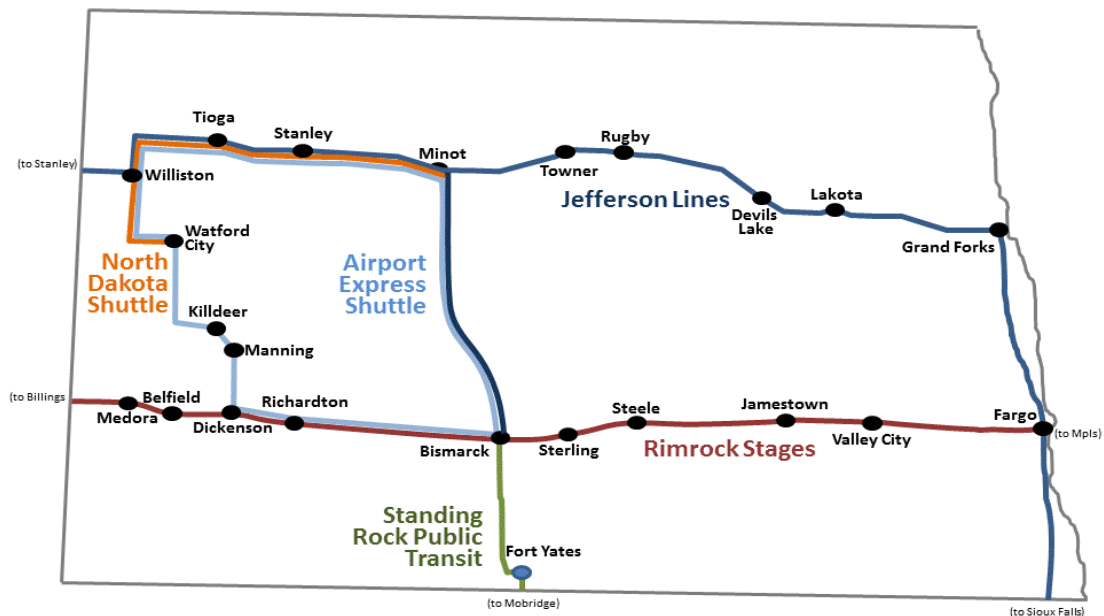 Tioga
Stanley
Minot
Rugby
Towner
(to Stanley)
Williston
Jefferson Lines
Devils
Lake
Lakota
Grand Forks
Watford
City
North
Dakota
Shuttle
Airport
Express
Shuttle
Killdeer
Manning
(to Billings
Medora
Belfield
Dickenson
Richardton
Bismarck
Sterling
Steele
Rimrock Stages
Jamestown
Valley City
Fargo
(to Mpls)
Standing
Rock Public
Transit
Fort Yates
(to Mobridge)
(to Sioux Falls)